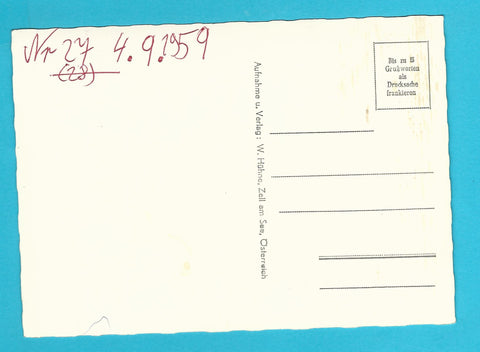 Nr 27 4.9.1959
(28)
Aufnahme u. Verlag: W. Hühne, Zell am See, Österreich
Bis zu 5
Grußworten
als
Drucksache
frankieren